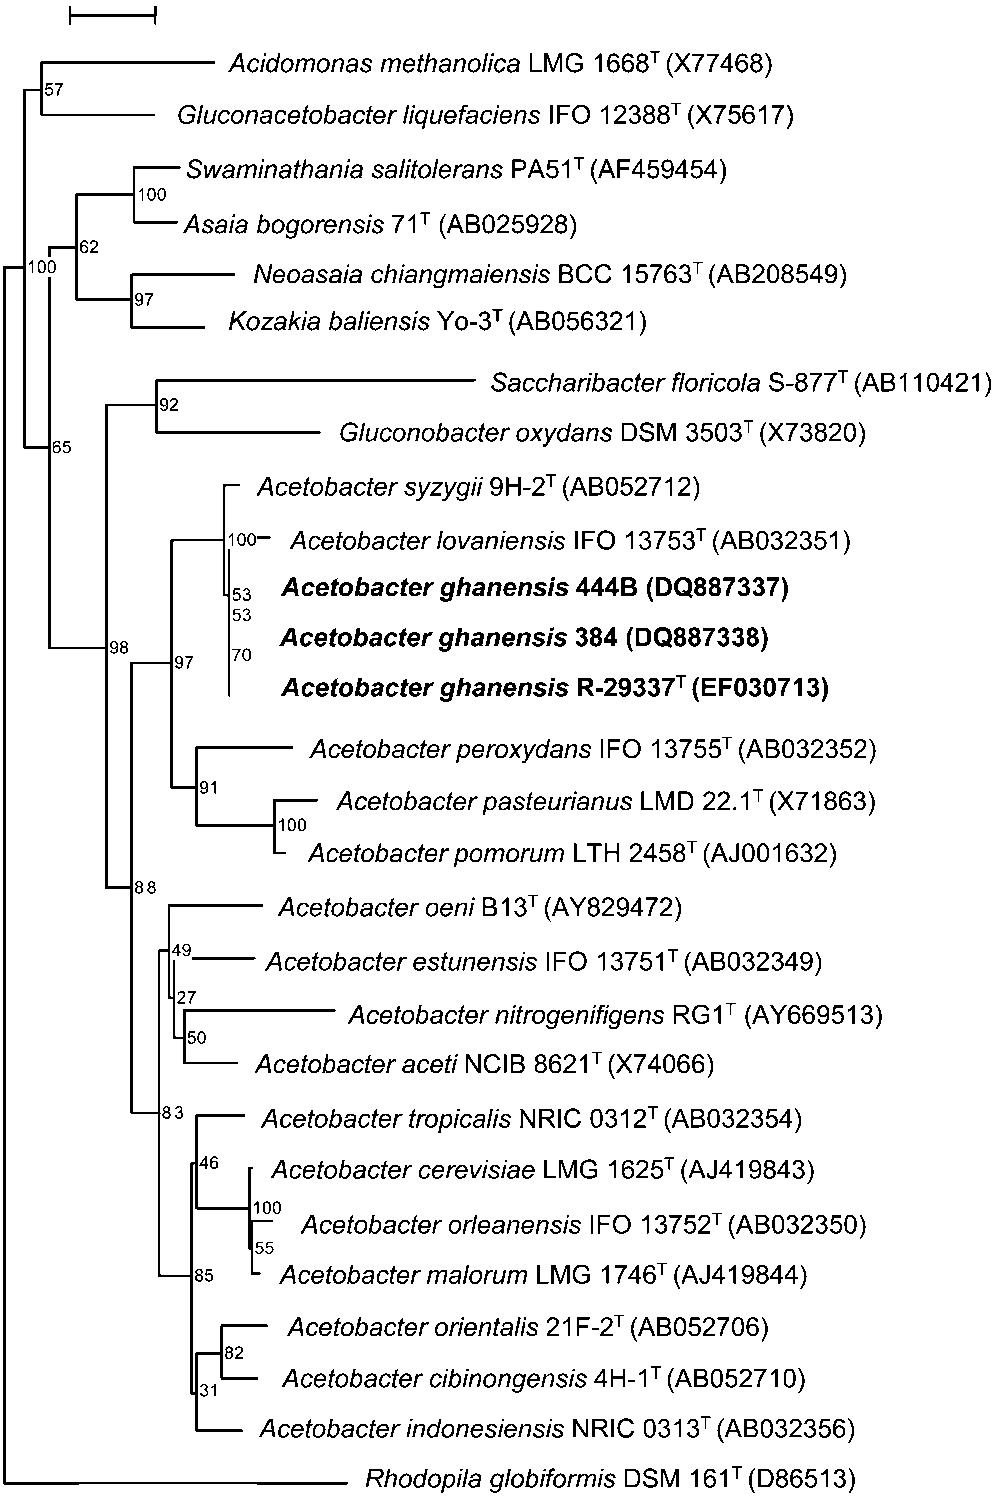 Acidomonas methanolica LMG 1668T (X77468)
57
Gluconacetobacter liquefaciens IFO 12388T (X75617)
Swaminathania salitolerans PA51T (AF459454)
100
Asaia bogorensis 71T (AB025928)
62
100
Neoasaia chiangmaiensis BCC 15763T (AB208549)
97
Kozakia baliensis Yo-3T (AB056321)
Saccharibacter floricola S-877T (AB110421)
92
Gluconobacter oxydans DSM 3503T (X73820)
65
Acetobacter syzygii 9H-2T (AB052712)
100
Acetobacter lovaniensis IFO 13753T (AB032351)
Acetobacter ghanensis 444B (DQ887337)
53
53
Acetobacter ghanensis 384 (DQ887338)
98
70
97
Acetobacter ghanensis R-29337T (EF030713)
Acetobacter peroxydans IFO 13755T (AB032352)
91
Acetobacter pasteurianus LMD 22.1T (X71863)
100
Acetobacter pomorum LTH 2458T (AJ001632)
88
Acetobacter oeni B13T (AY829472)
49
Acetobacter estunensis IFO 13751T (AB032349)
27
Acetobacter nitrogenifigens RG1T (AY669513)
50
Acetobacter aceti NCIB 8621T (X74066)
83
Acetobacter tropicalis NRIC 0312T (AB032354)
46
Acetobacter cerevisiae LMG 1625T (AJ419843)
100
Acetobacter orleanensis IFO 13752T (AB032350)
55
85
Acetobacter malorum LMG 1746T (AJ419844)
Acetobacter orientalis 21F-2T (AB052706)
82
Acetobacter cibinongensis 4H-1T (AB052710)
31
Acetobacter indonesiensis NRIC 0313T (AB032356)
Rhodopila globiformis DSM 161T (D86513)